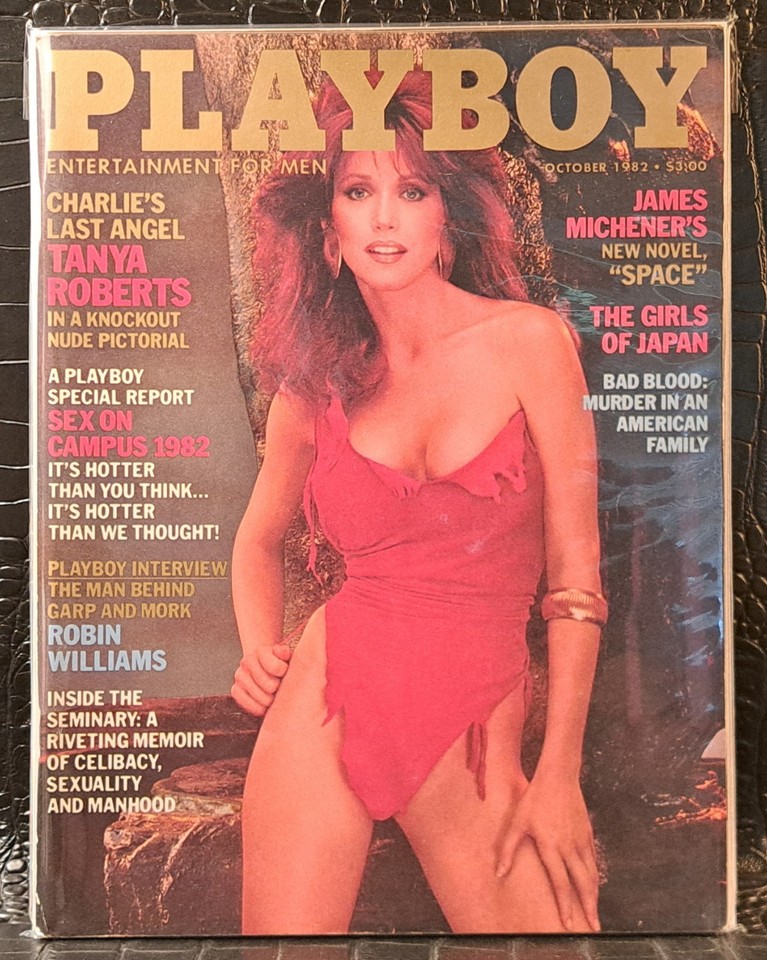 PLAYBOY
ENTERTAINMENT FOR MEN
OCTOBER 1982 • $3.00
CHARLIE'S
LAST ANGEL
TANYA
ROBERTS
IN A KNOCKOUT
NUDE PICTORIAL
A PLAYBOY
SPECIAL REPORT
SEX ON
CAMPUS 1982
IT'S HOTTER
THAN YOU THINK...
IT'S HOTTER
THAN WE THOUGHT!
PLAYBOY INTERVIEW
THE MAN BEHIND
GARP AND MORK
ROBIN
WILLIAMS
INSIDE THE
SEMINARY: A
RIVETING MEMOIR
OF CELIBACY,
SEXUALITY
AND MANHOOD
JAMES
MICHENER'S
NEW NOVEL,
“SPACE”
THE GIRLS
OF JAPAN
BAD BLOOD:
MURDER IN AN
AMERICAN
FAMILY